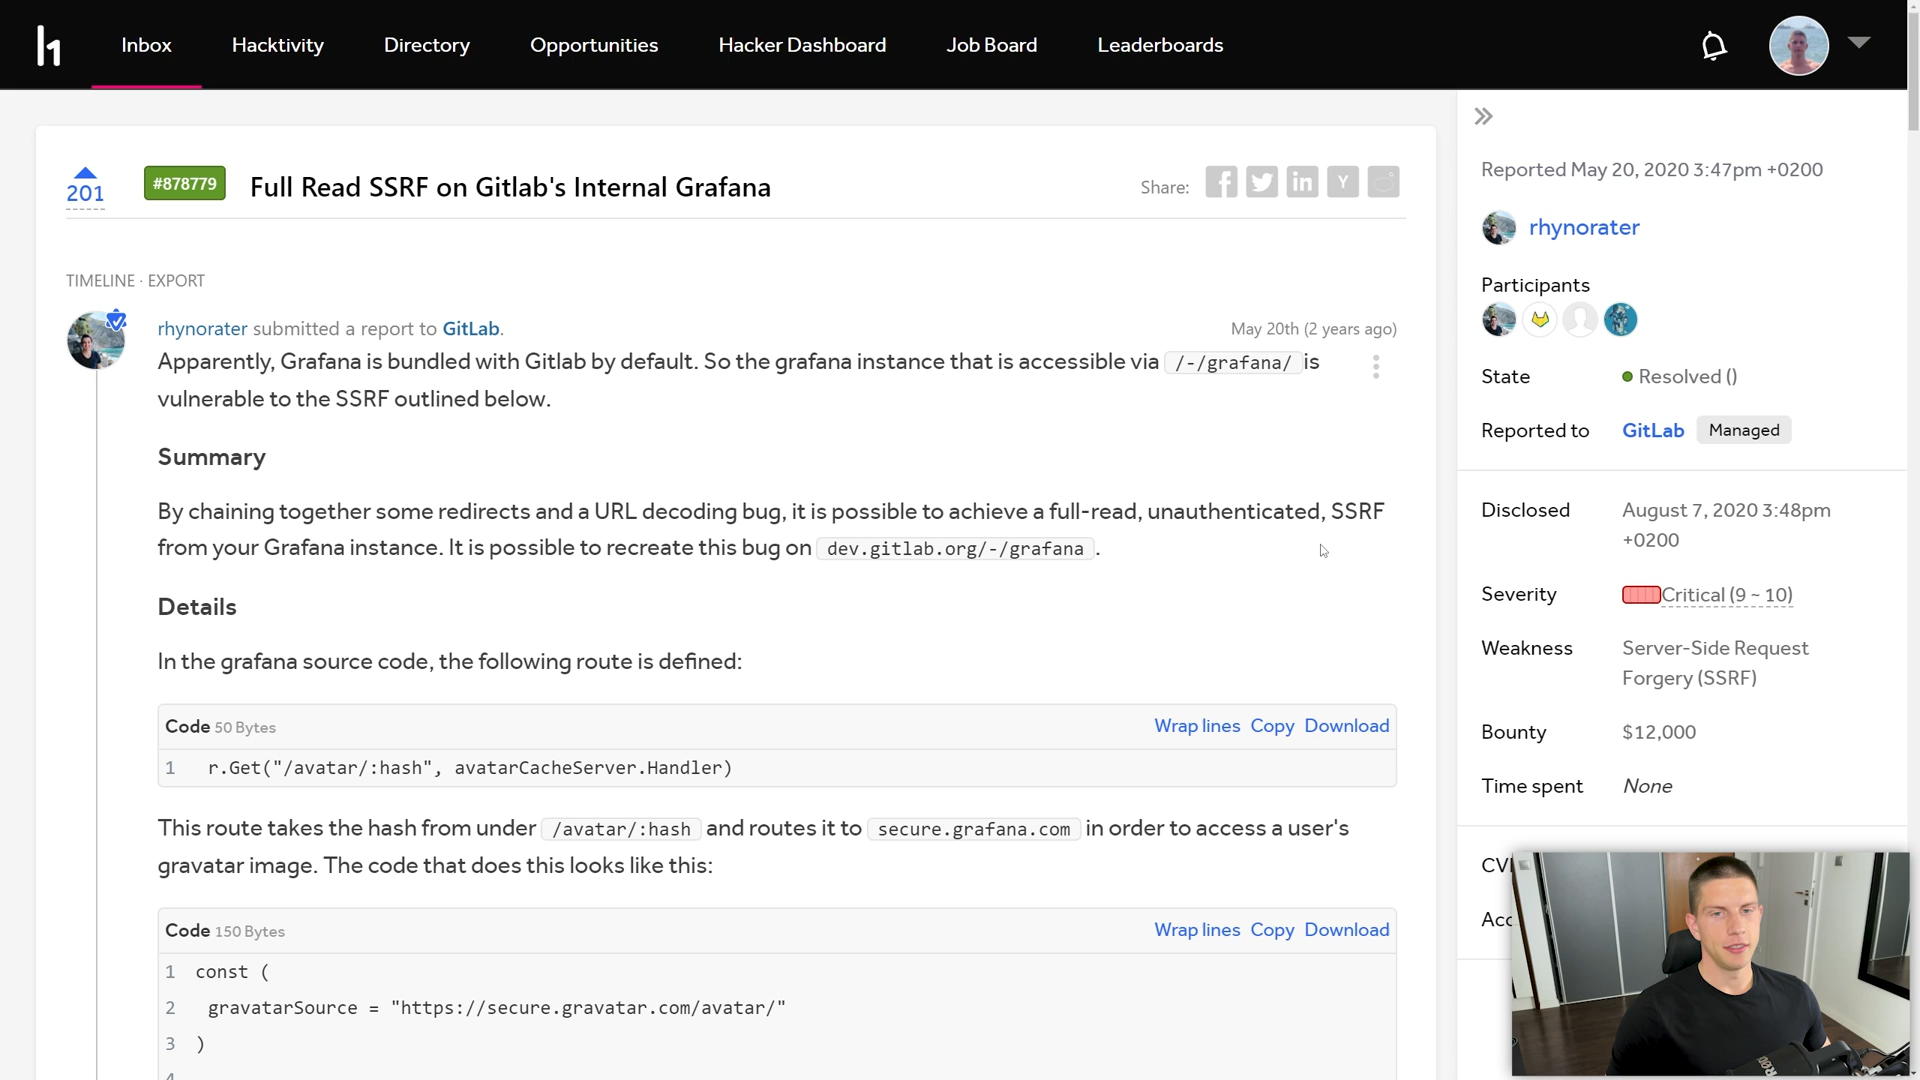 Inbox
Hacktivity
Directory
Opportunities
Hacker Dashboard
Job Board
Leaderboards
201
#878779
Full Read SSRF on Gitlab's Internal Grafana
Share:
TIMELINE · EXPORT
rhynorater submitted a report to GitLab.
May 20th (2 years ago)
Apparently, Grafana is bundled with Gitlab by default. So the grafana instance that is accessible via /-/grafana/ is
vulnerable to the SSRF outlined below.
Summary
By chaining together some redirects and a URL decoding bug, it is possible to achieve a full-read, unauthenticated, SSRF
from your Grafana instance. It is possible to recreate this bug on dev.gitlab.org/-/grafana .
Details
In the grafana source code, the following route is defined:
Code 50 Bytes
Wrap lines Copy Download
1 r.Get("/avatar/:hash", avatarCacheServer.Handler)
This route takes the hash from under /avatar/:hash and routes it to secure.grafana.com in order to access a user's
gravatar image. The code that does this looks like this:
Code 150 Bytes
Wrap lines Copy Download
1 const (
2 gravatarSource = "https://secure.gravatar.com/avatar/"
3 )
4
Reported May 20, 2020 3:47pm +0200
rhynorater
Participants
State Resolved ()
Reported to GitLab Managed
Disclosed August 7, 2020 3:48pm
+0200
Severity Critical (9 ~ 10)
Weakness Server-Side Request
Forgery (SSRF)
Bounty $12,000
Time spent None